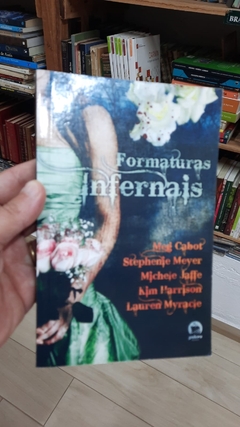 Formaturas
Infernais
Meg Cabot
Stephenie Meyer
Michele Jaffe
Kim Harrison
Lauren Myracle